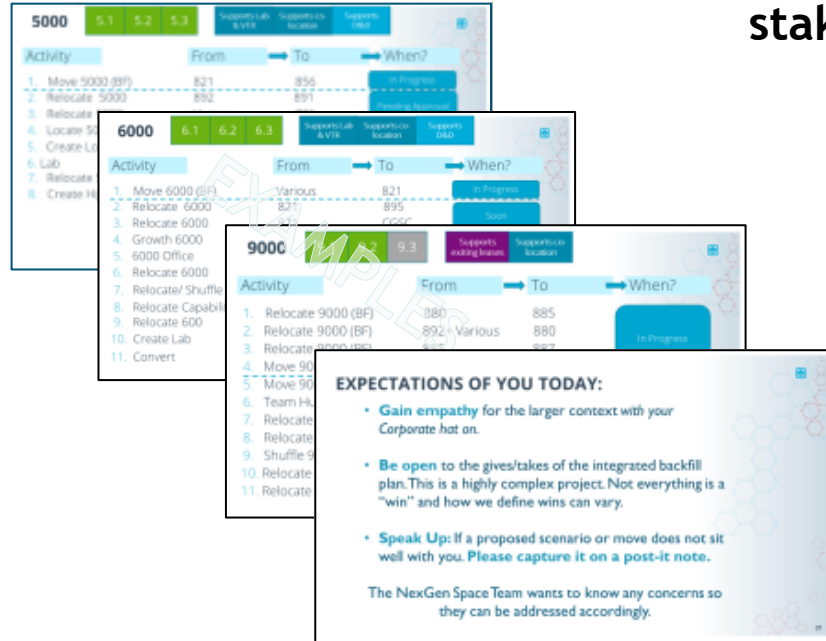 stak
5000 5.1 5.2 5.3 Supports Lab & VTR Supports co-location Supports D&D
Activity From To When?
1. Move 5000 (BF) 821 856 In Progress
2. Relocate 5000 892 891 Pending Approval
3. Relocate
4. Locate 50
5. Create Lo
6. Lab
7. Relocate
8. Create Hi
6000 6.1 6.2 6.3 Supports Lab & VTR Supports co-location Supports D&D
Activity From To When?
1. Move 6000 (BF) Various 821 In Progress
2. Relocate 6000 821 895 Soon
3. Relocate 6000 CGSC
4. Growth 6000
5. 6000 Office
6. Relocate 6000
7. Relocate/ Shuffle
8. Relocate Capabili
9. Relocate 600
10. Create Lab
11. Convert
EXAMPLES
9000 9.2 9.3 Supports exiting leases Supports co-location
Activity From To When?
1. Relocate 9000 (BF) 880 885
2. Relocate 9000 (BF) 892 - Various 880 In Progress
3. Relocate 9000 (BF) 887
4. Move 90
5. Move 90
6. Team Hu
7. Relocate
8. Relocate
9. Shuffle 9
10. Relocate
11. Relocate
EXPECTATIONS OF YOU TODAY:
• Gain empathy for the larger context with your
Corporate hat on.
• Be open to the gives/takes of the integrated backfill
plan. This is a highly complex project. Not everything is a
"win" and how we define wins can vary.
• Speak Up: If a proposed scenario or move does not sit
well with you. Please capture it on a post-it note.
The NexGen Space Team wants to know any concerns so
they can be addressed accordingly.